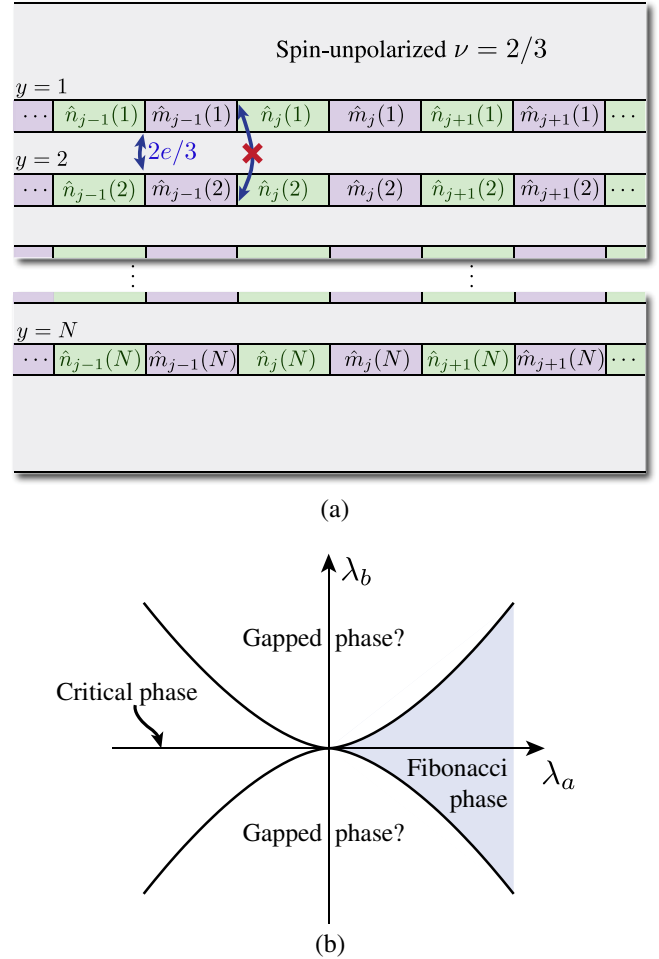 Spin-unpolarized ν = 2/3
y = 1
⋯ n̂_{j−1}(1) m̂_{j−1}(1) n̂_j(1) m̂_j(1) n̂_{j+1}(1) m̂_{j+1}(1) ⋯
2e/3
y = 2
⋯ n̂_{j−1}(2) m̂_{j−1}(2) n̂_j(2) m̂_j(2) n̂_{j+1}(2) m̂_{j+1}(2) ⋯
⋮ ⋮
y = N
⋯ n̂_{j−1}(N) m̂_{j−1}(N) n̂_j(N) m̂_j(N) n̂_{j+1}(N) m̂_{j+1}(N) ⋯
(a)
λ_b
Gapped phase?
Critical phase
Fibonacci
phase
λ_a
Gapped phase?
(b)